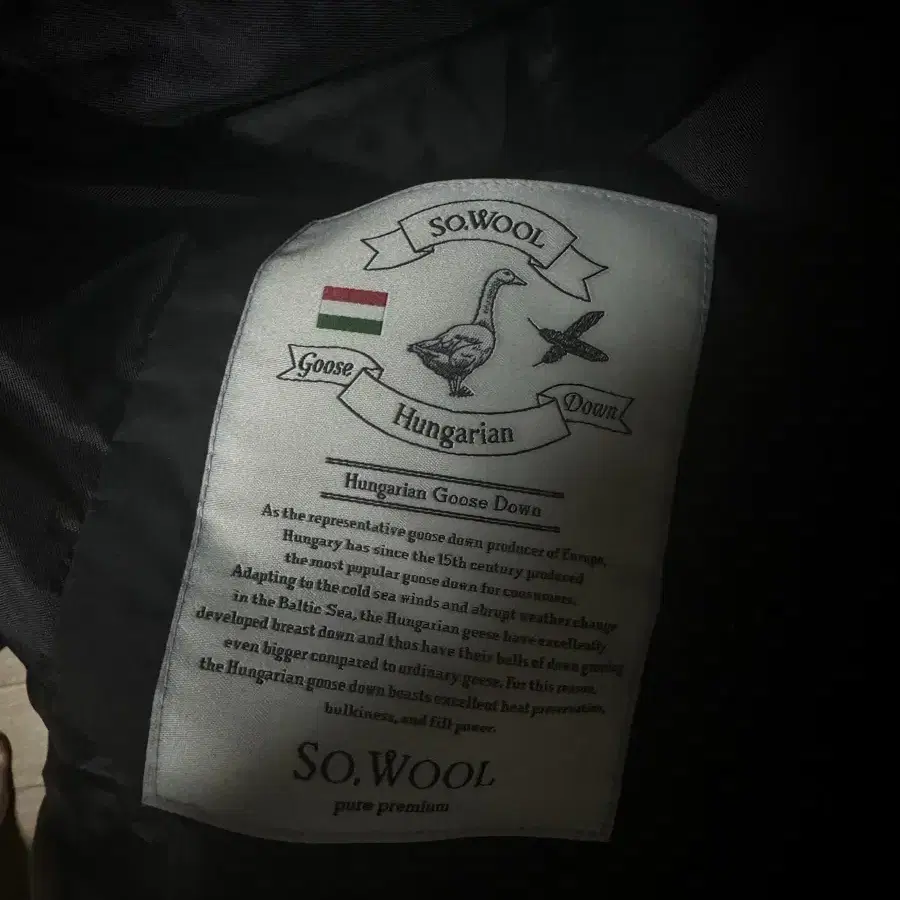 SO.WOOL
Goose
Hungarian
Down
Hungarian Goose Down
As the representative goose down producer of Europe,
Hungary has since the 15th century produced
the most popular goose down for consumers.
Adapting to the cold sea winds and abrupt weather change
in the Baltic Sea, the Hungarian geese have excellently
developed breast down and thus have their balls of down growing
even bigger compared to ordinary geese. For this reason,
the Hungarian goose down boasts excellent heat preservation,
bulkiness, and fill power.
SO.WOOL
pure premium